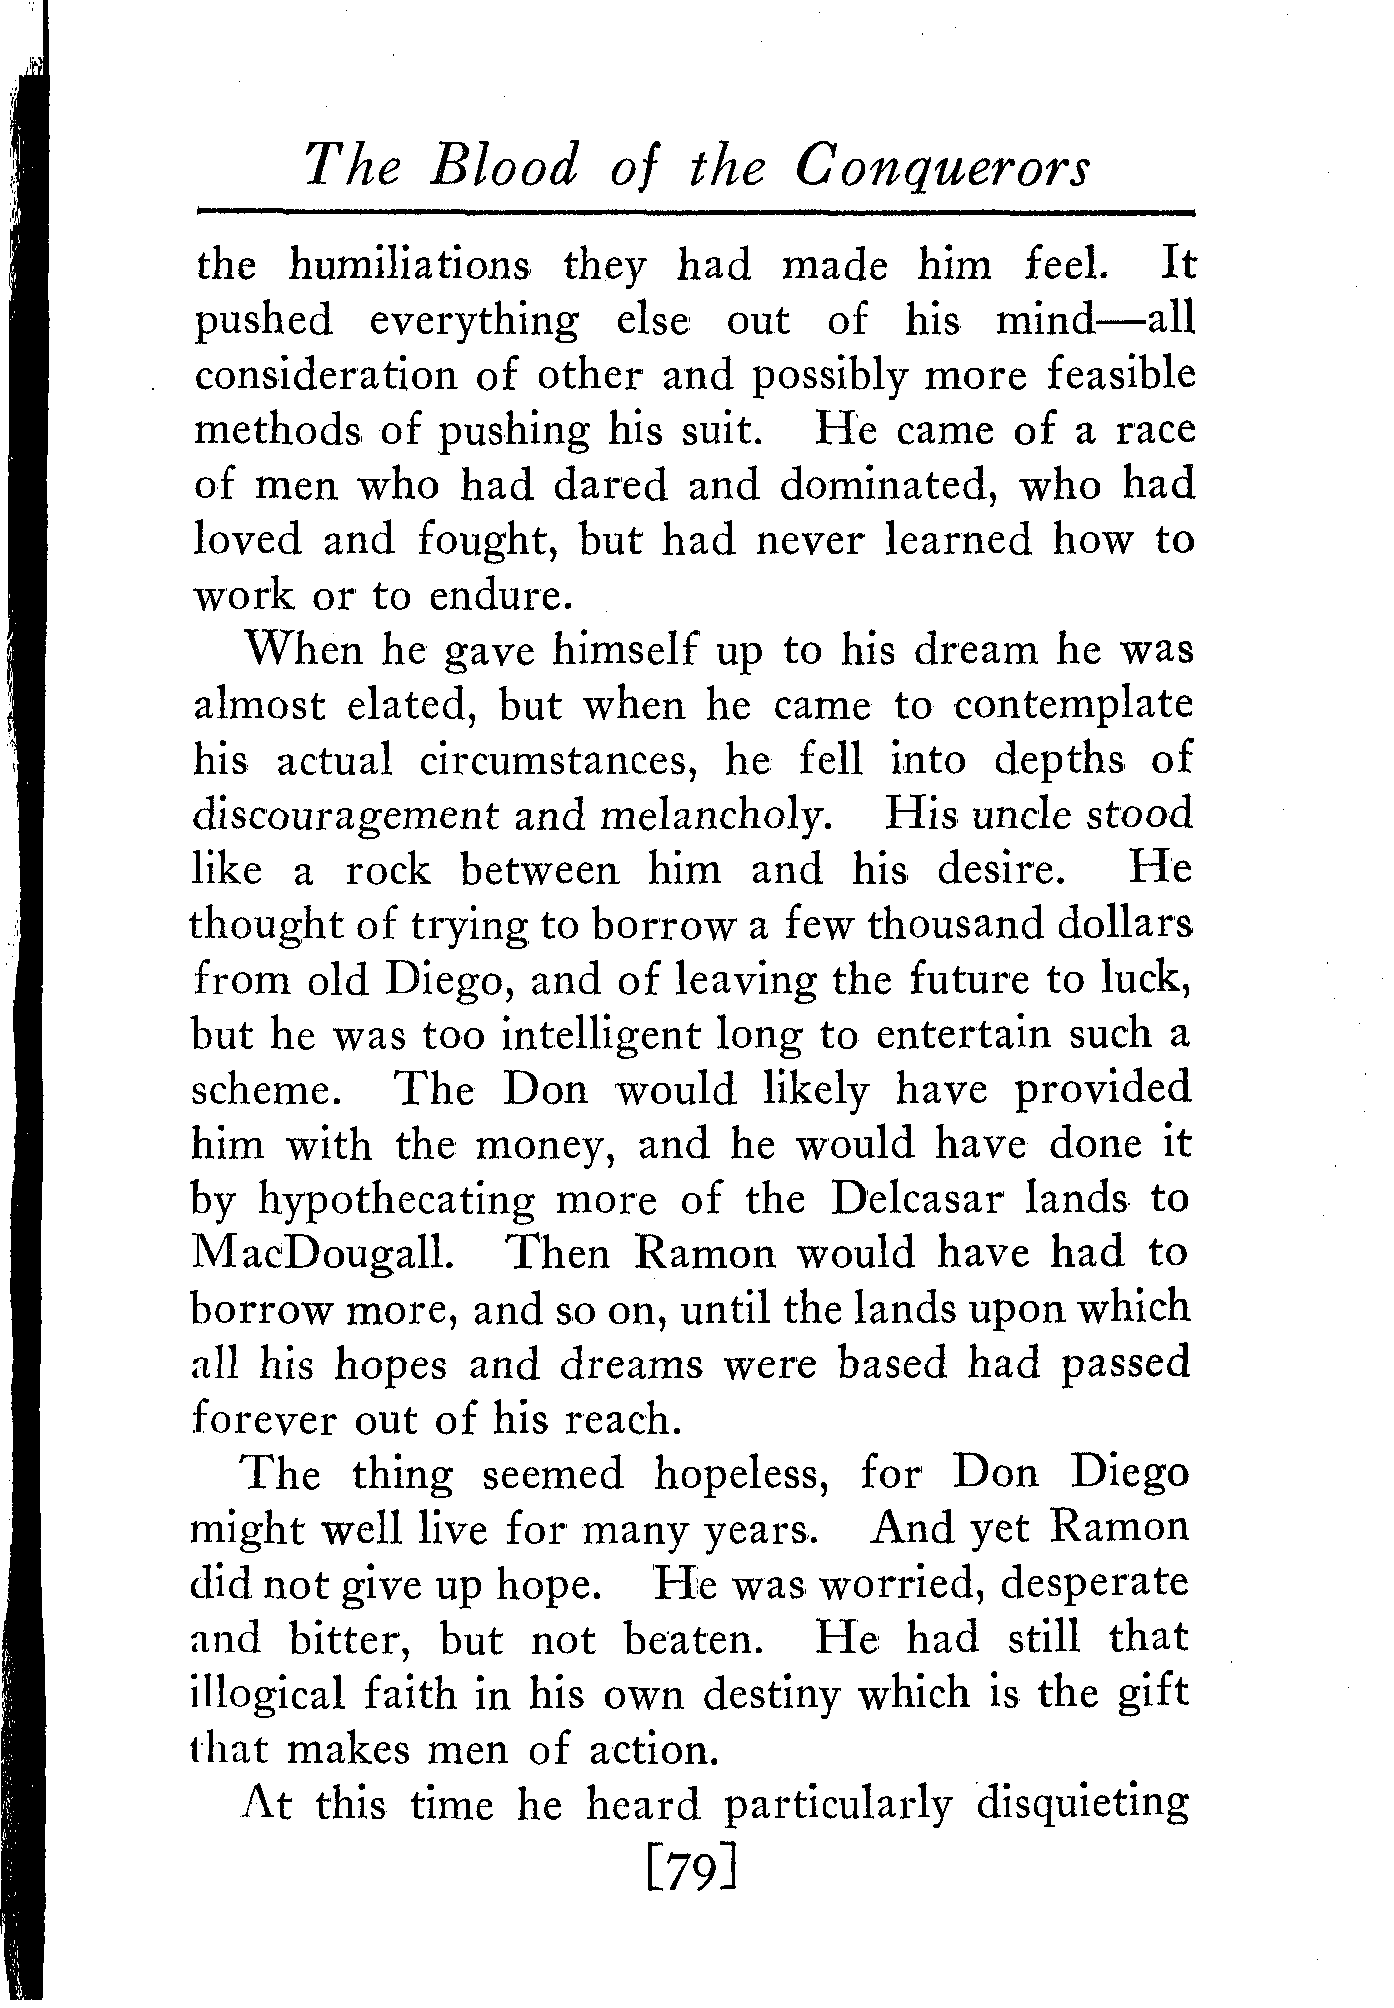 The Blood of the Conquerors
the humiliations they had made him feel. It
pushed everything else out of his mind—all
consideration of other and possibly more feasible
methods of pushing his suit. He came of a race
of men who had dared and dominated, who had
loved and fought, but had never learned how to
work or to endure.
When he gave himself up to his dream he was
almost elated, but when he came to contemplate
his actual circumstances, he fell into depths of
discouragement and melancholy. His uncle stood
like a rock between him and his desire. He
thought of trying to borrow a few thousand dollars
from old Diego, and of leaving the future to luck,
but he was too intelligent long to entertain such a
scheme. The Don would likely have provided
him with the money, and he would have done it
by hypothecating more of the Delcasar lands to
MacDougall. Then Ramon would have had to
borrow more, and so on, until the lands upon which
all his hopes and dreams were based had passed
forever out of his reach.
The thing seemed hopeless, for Don Diego
might well live for many years. And yet Ramon
did not give up hope. He was worried, desperate
and bitter, but not beaten. He had still that
illogical faith in his own destiny which is the gift
that makes men of action.
At this time he heard particularly disquieting
[79]